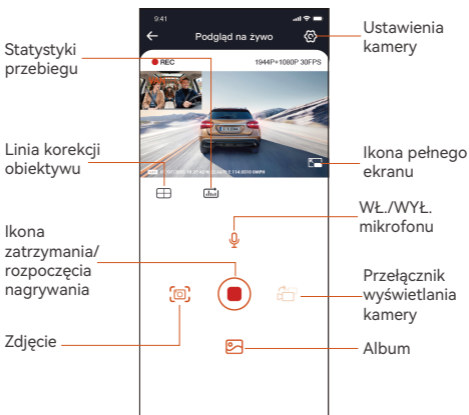 9:41
Podgląd na żywo
REC
1944P+1080P 30FPS
Statystyki
przebiegu
Linia korekcji
obiektywu
Ikona
zatrzymania/
rozpoczęcia
nagrywania
Zdjęcie
Ustawienia
kamery
Ikona pełnego
ekranu
WŁ./WYŁ.
mikrofonu
Przełącznik
wyświetlania
kamery
Album